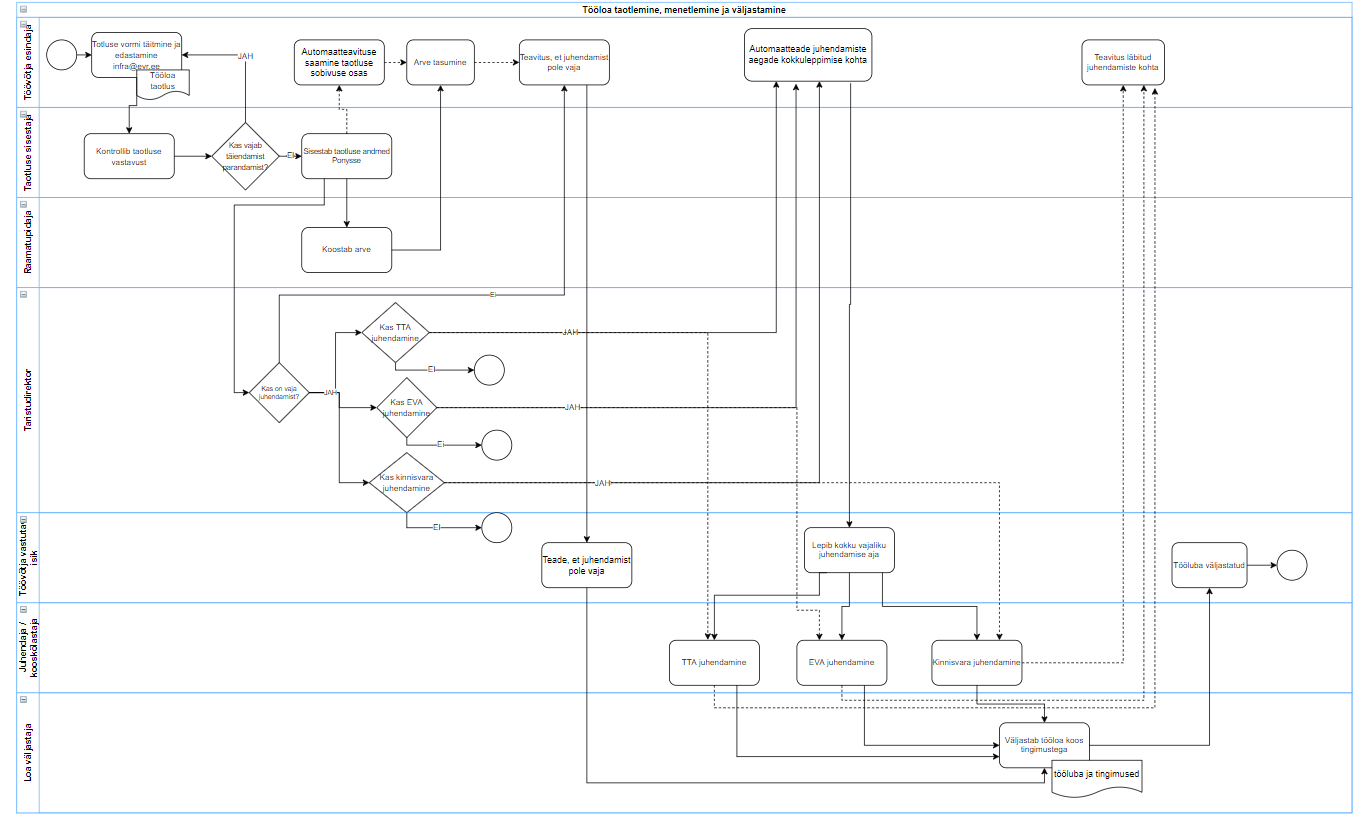 Tööloa taotlemine, menetlemine ja väljastamine
Töövõtja esindaja
Totluse vormi täitmine ja
edastamine
infra@evr.ee
Tööloa
taotlus
JAH
Automaatteavituse
saamine taotluse
sobivuse osas
Arve tasumine
Teavitus, et juhendamist
pole vaja
Automaatteade juhendamiste
aegade kokkuleppimise kohta
Teavitus läbitud
juhendamiste kohta
Taotluse sisestaja
Kontrollib taotluse
vastavust
Kas vajab
täiendamist
parandamist?
EI
Sisestab taotluse andmed
Ponysse
Raamatupidaja
Koostab arve
Taristudirektor
EI
Kas on vaja
juhendamist?
JAH
Kas TTA
juhendamine
JAH
EI
Kas EVA
juhendamine
JAH
EI
Kas kinnisvara
juhendamine
JAH
EI
Töövõtja vastutav
isik
Teade, et juhendamist
pole vaja
Lepib kokku vajaliku
juhendamise aja
Tööluba väljastatud
Juhendaja /
kooskõlastaja
TTA juhendamine
EVA juhendamine
Kinnisvara juhendamine
Loa väljastaja
Väljastab tööloa koos
tingimustega
tööluba ja tingimused